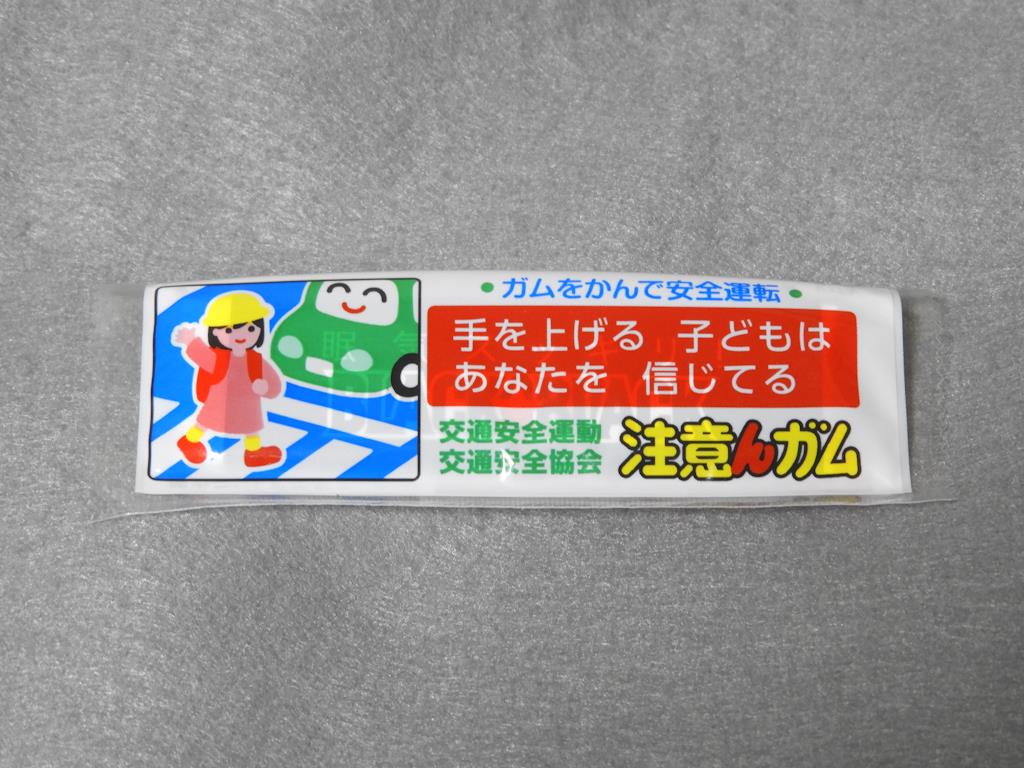 ・ガムをかんで安全運転・
手を上げる 子どもは
あなたを 信じてる
交通安全運動
交通安全協会
注意んガム